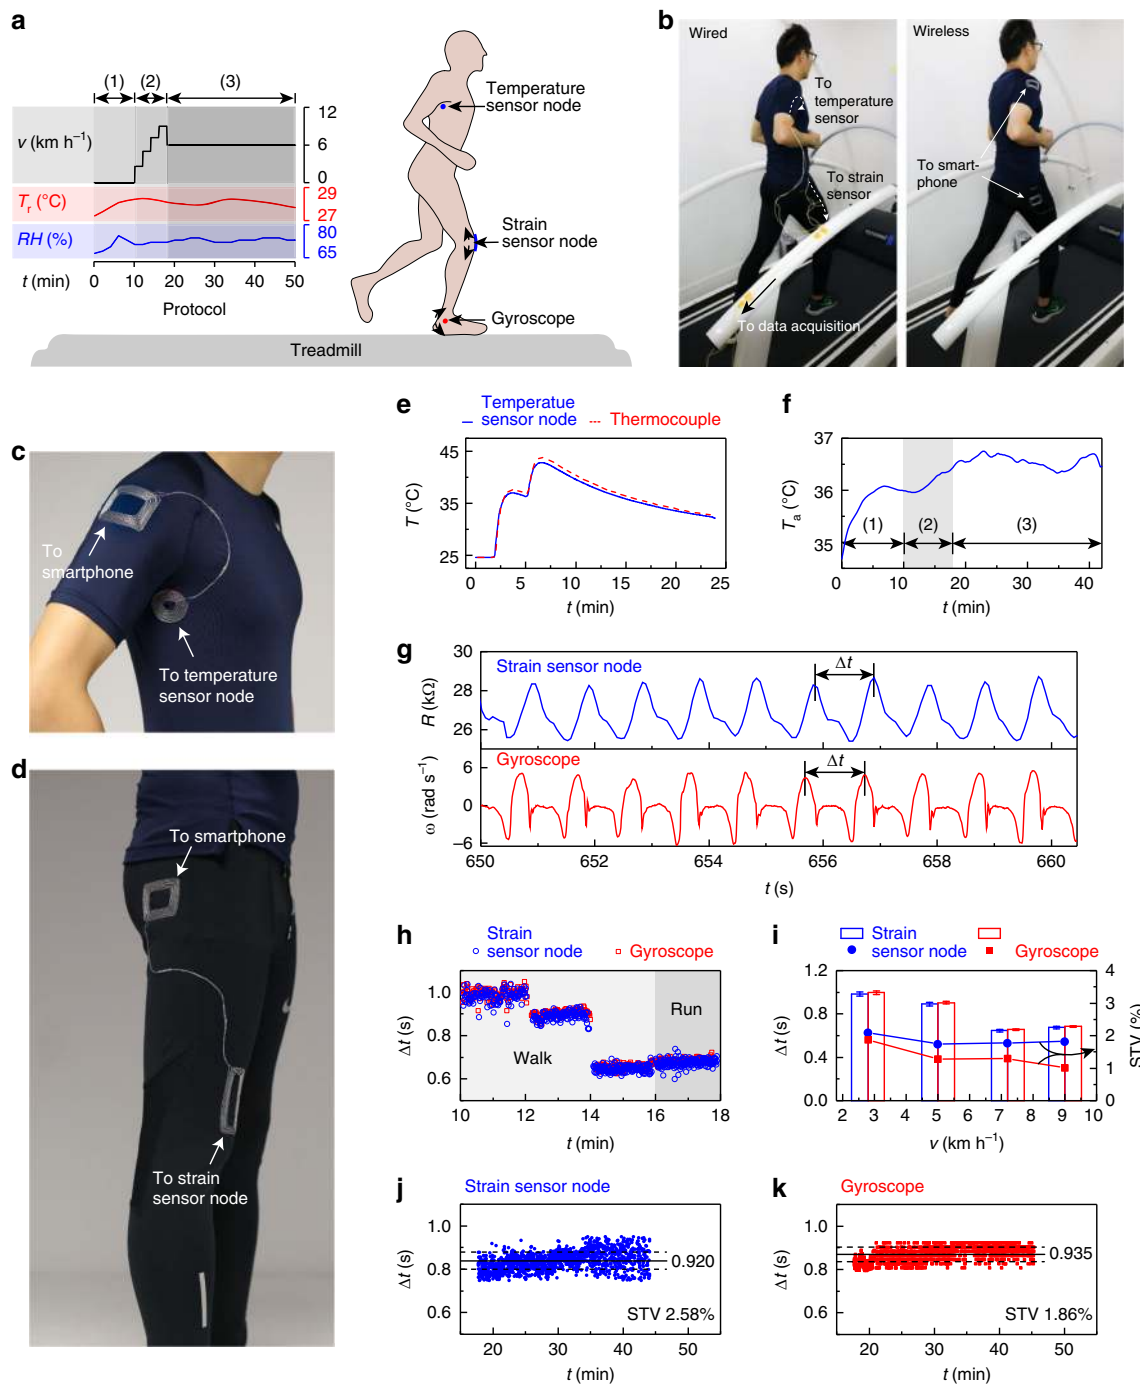 a
(1) (2) (3)
v (km h⁻¹)
12
6
0
Tr (°C)
29
27
RH (%)
80
65
t (min)
0 10 20 30 40 50
Protocol
Temperature
sensor node
Strain
sensor node
Gyroscope
Treadmill
b
Wired
To
temperature
sensor
To strain
sensor
To data acquisition
Wireless
To smart-
phone
c
To
smartphone
To temperature
sensor node
d
To smartphone
To strain
sensor node
e
Temperatue
sensor node
Thermocouple
T (°C)
45
35
25
0 5 10 15 20 25
t (min)
f
Ta (°C)
37
36
35
(1) (2) (3)
0 10 20 30 40
t (min)
g
Strain sensor node
Δt
R (kΩ)
30
28
26
Gyroscope
Δt
ω (rad s⁻¹)
6
0
−6
650 652 654 656 658 660
t (s)
h
Strain
sensor node
Gyroscope
Δt (s)
1.0
0.8
0.6
Walk
Run
10 12 14 16 18
t (min)
i
Strain
sensor node
Gyroscope
Δt (s)
1.2
0.8
0.4
0.0
4
3
2
1
0
STV (%)
2 3 4 5 6 7 8 9 10
v (km h⁻¹)
j
Strain sensor node
Δt (s)
1.0
0.8
0.6
0.920
STV 2.58%
20 30 40 50
t (min)
k
Gyroscope
Δt (s)
1.0
0.8
0.6
0.935
STV 1.86%
20 30 40 50
t (min)